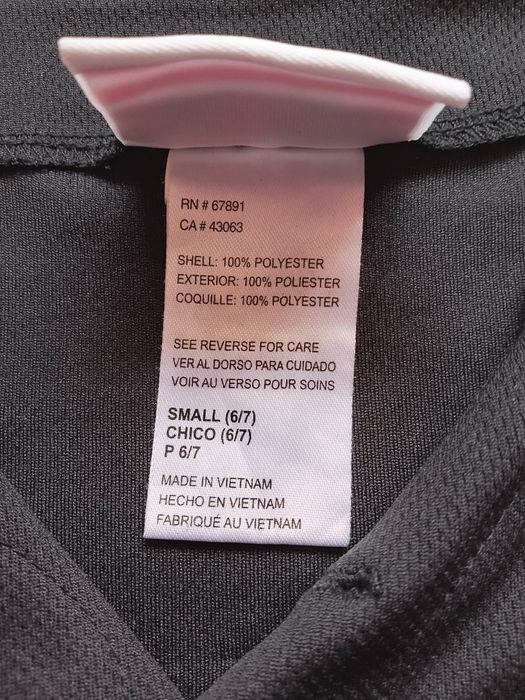 RN # 67891
CA # 43063
SHELL: 100% POLYESTER
EXTERIOR: 100% POLIESTER
COQUILLE: 100% POLYESTER
SEE REVERSE FOR CARE
VER AL DORSO PARA CUIDADO
VOIR AU VERSO POUR SOINS
SMALL (6/7)
CHICO (6/7)
P 6/7
MADE IN VIETNAM
HECHO EN VIETNAM
FABRIQUÉ AU VIETNAM